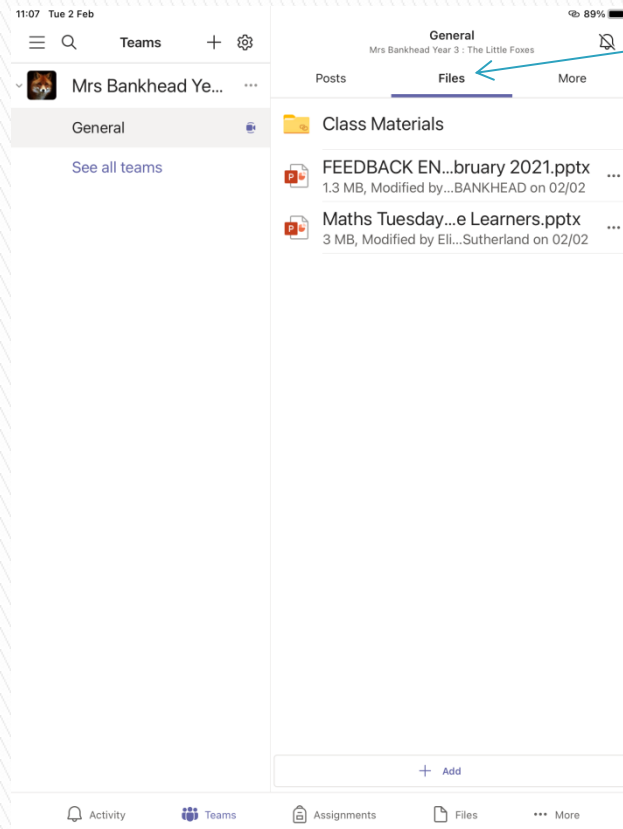 11:07 Tue 2 Feb
89%
Teams
Mrs Bankhead Ye...
General
See all teams
General
Mrs Bankhead Year 3 : The Little Foxes
Posts Files More
Class Materials
FEEDBACK EN...bruary 2021.pptx
1.3 MB, Modified by...BANKHEAD on 02/02
Maths Tuesday...e Learners.pptx
3 MB, Modified by Eli...Sutherland on 02/02
+ Add
Activity Teams Assignments Files More